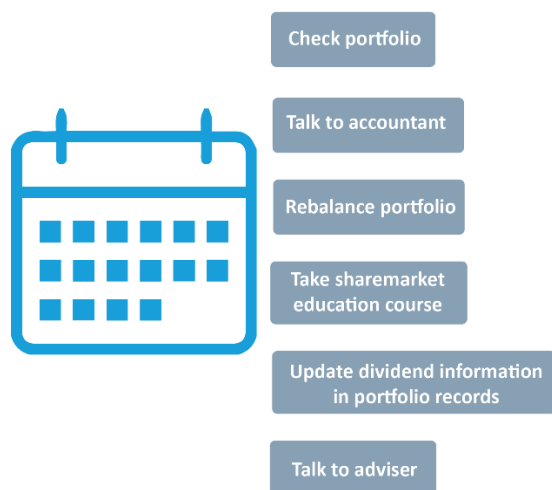 Check portfolio
Talk to accountant
Rebalance portfolio
Take sharemarket
education course
Update dividend information
in portfolio records
Talk to adviser